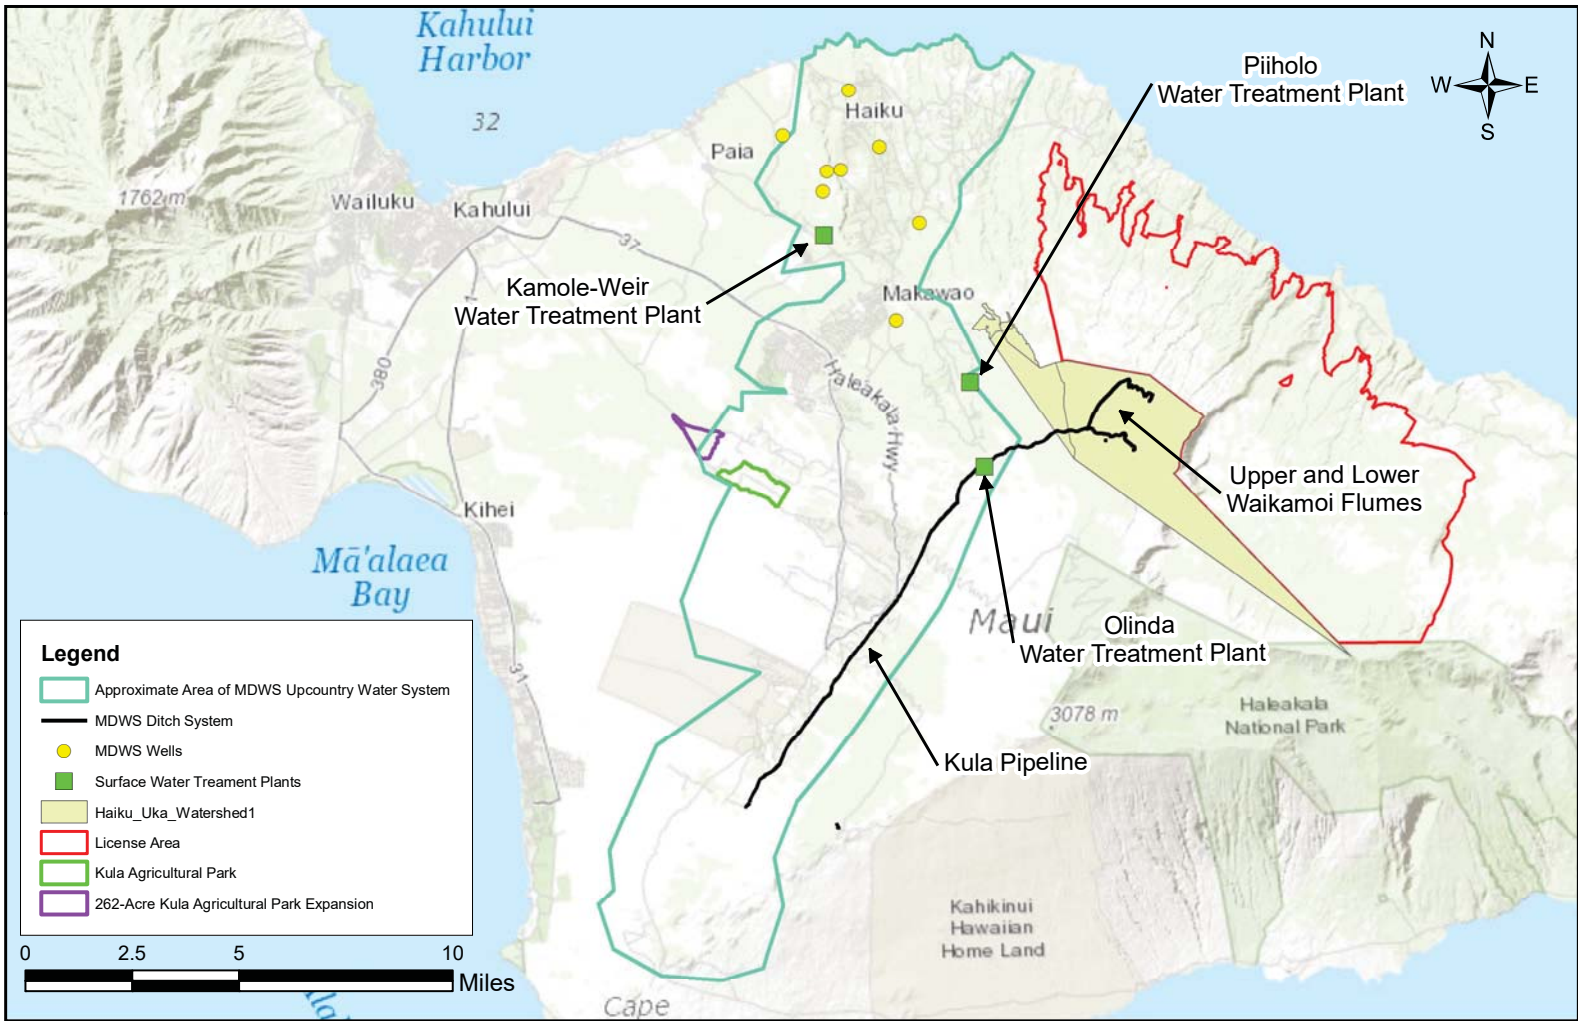 Kahului
Harbor
32
N
W E
S
Piiholo
Water Treatment Plant
Haiku
Paia
1762 m
Wailuku
Kahului
37
Kamole-Weir
Water Treatment Plant
Makawao
380
Haleakala Hwy
Upper and Lower
Waikamoi Flumes
Kihei
Mā'alaea
Bay
Maui
Olinda
Water Treatment Plant
31
3078 m
Haleakala
National Park
Kula Pipeline
Kahikinui
Hawaiian
Home Land
Cape
Legend
Approximate Area of MDWS Upcountry Water System
MDWS Ditch System
MDWS Wells
Surface Water Treament Plants
Haiku_Uka_Watershed1
License Area
Kula Agricultural Park
262-Acre Kula Agricultural Park Expansion
0 2.5 5 10
Miles